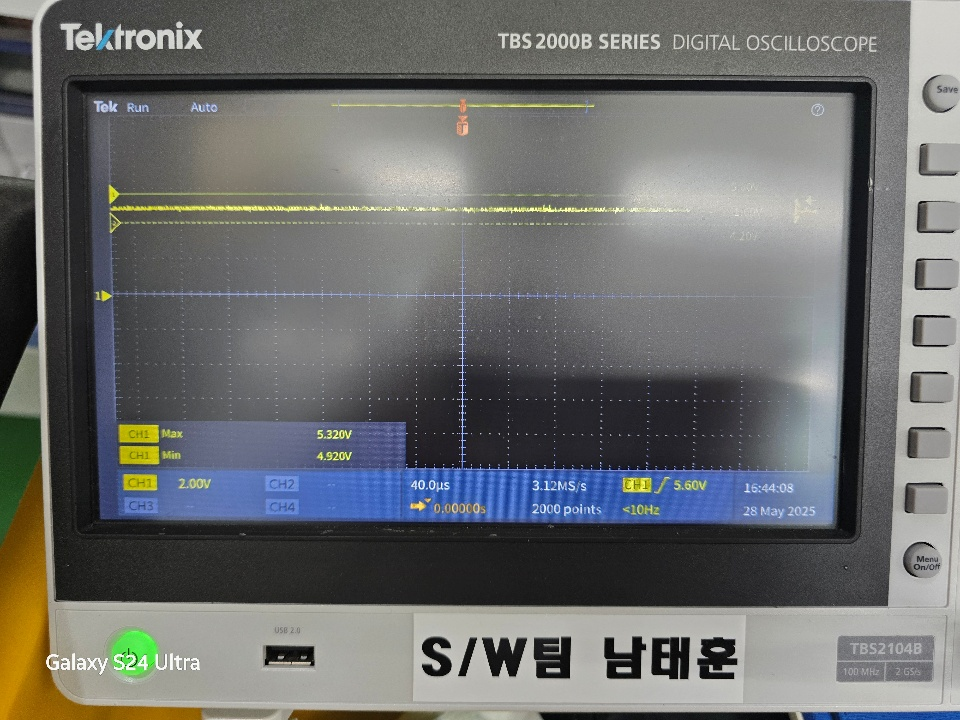 Tektronix
TBS 2000B SERIES DIGITAL OSCILLOSCOPE
Save
Tek Run Auto
T
T
1
CH1 Max 5.320V
CH1 Min 4.920V
CH1 2.00V CH2
CH3 CH4
40.0µs 3.12MS/s CH1 5.60V
0.00000s 2000 points <10Hz
16:44:08
28 May 2025
Menu
On/Off
USB 2.0
Galaxy S24 Ultra
S/W팀 남태훈
TBS2104B
100 MHz 2 GS/s